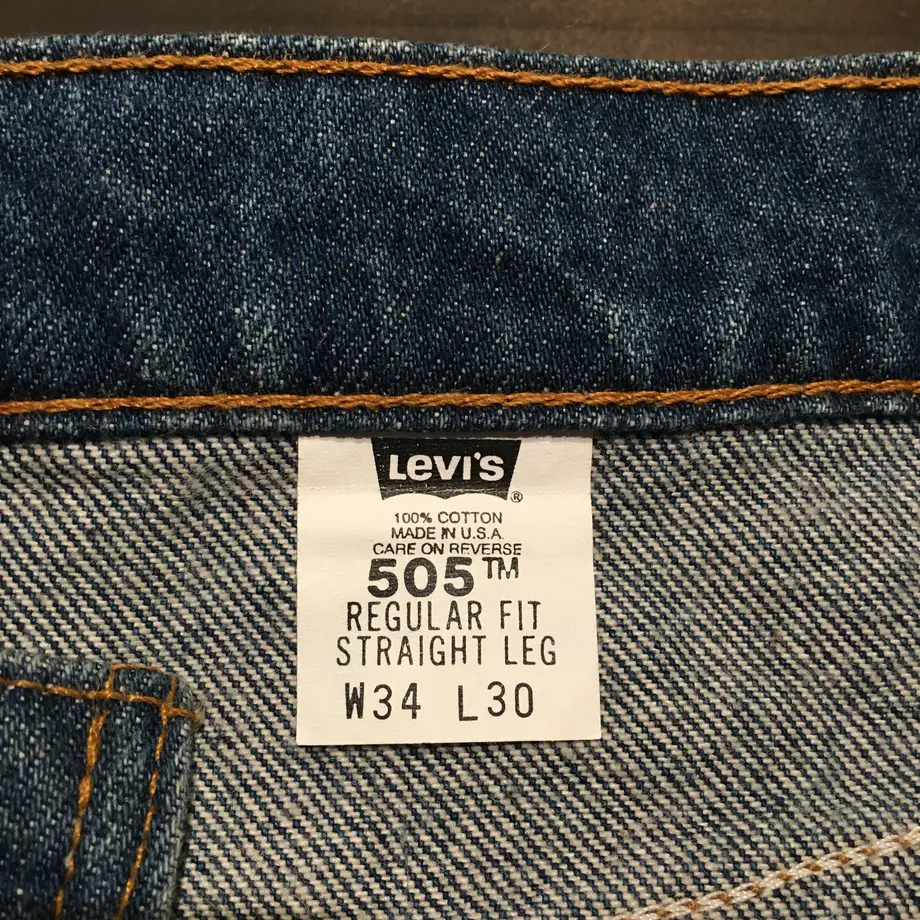 Levi's ®
100% COTTON
MADE IN U.S.A
CARE ON REVERSE
505™
REGULAR FIT
STRAIGHT LEG
W34 L30